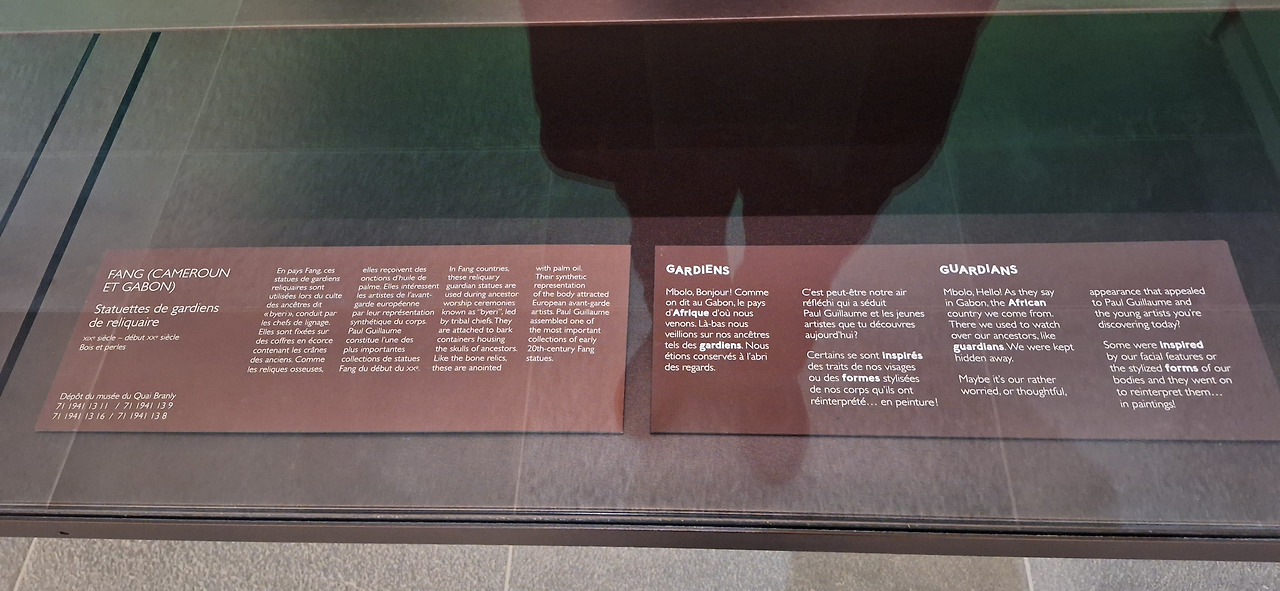 FANG (CAMEROUN
ET GABON)
Statuettes de gardiens
de reliquaire
XIXe siècle – début XXe siècle
Bois et perles
Dépôt du musée du Quai Branly
71 1941 13 11 / 71 1941 13 9
71 1941 13 16 / 71 1941 13 8
En pays Fang, ces
statues de gardiens
reliquaires sont
utilisées lors du culte
des ancêtres dit
« byeri », conduit par
les chefs de lignage.
Elles sont fixées sur
des coffres en écorce
contenant les crânes
des anciens. Comme
les reliques osseuses,
elles reçoivent des
onctions d'huile de
palme. Elles intéressent
les artistes de l'avant-
garde européenne
par leur représentation
synthétique du corps.
Paul Guillaume
constitue l'une des
plus importantes
collections de statues
Fang du début du XXe.
In Fang countries,
these reliquary
guardian statues are
used during ancestor
worship ceremonies
known as "byeri", led
by tribal chiefs. They
are attached to bark
containers housing
the skulls of ancestors.
Like the bone relics,
these are anointed
with palm oil.
Their synthetic
representation
of the body attracted
European avant-garde
artists. Paul Guillaume
assembled one of
the most important
collections of early
20th-century Fang
statues.
GARDIENS
Mbolo, Bonjour! Comme
on dit au Gabon, le pays
d'Afrique d'où nous
venons. Là-bas nous
veillions sur nos ancêtres
tels des gardiens. Nous
étions conservés à l'abri
des regards.
C'est peut-être notre air
réfléchi qui a séduit
Paul Guillaume et les jeunes
artistes que tu découvres
aujourd'hui?
Certains se sont inspirés
des traits de nos visages
ou des formes stylisées
de nos corps qu'ils ont
réinterprété... en peinture!
GUARDIANS
Mbolo, Hello! As they say
in Gabon, the African
country we come from.
There we used to watch
over our ancestors, like
guardians. We were kept
hidden away.
Maybe it's our rather
worried, or thoughtful,
appearance that appealed
to Paul Guillaume and
the young artists you're
discovering today?
Some were inspired
by our facial features or
the stylized forms of our
bodies and they went on
to reinterpret them...
in paintings!